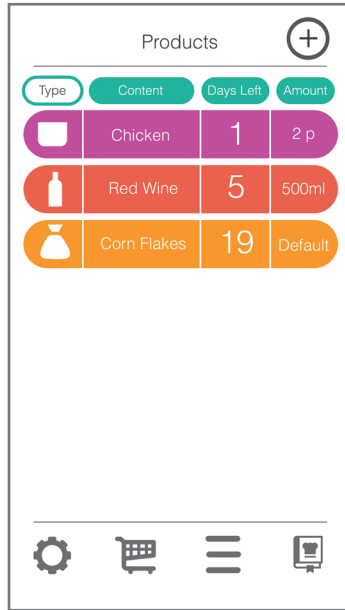 Products
Type Content Days Left Amount
Chicken 1 2 p
Red Wine 5 500ml
Corn Flakes 19 Default